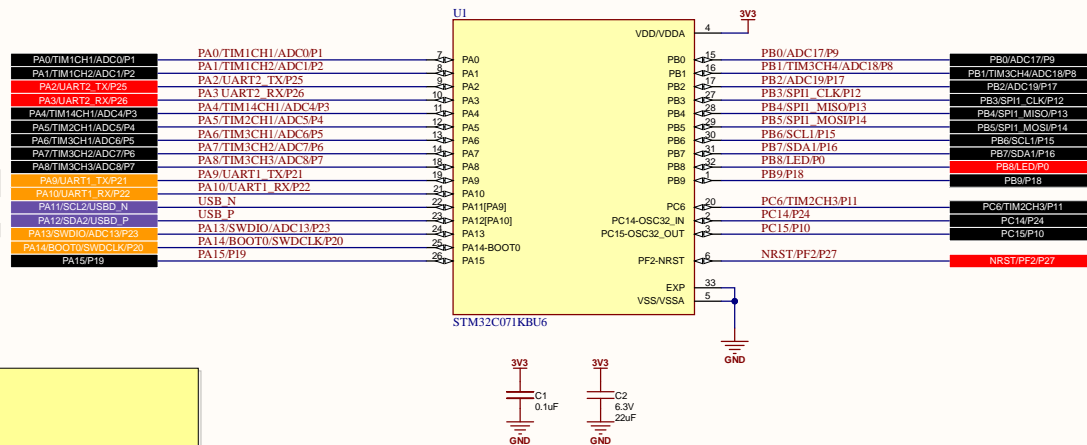 U1
3V3
VDD/VDDA 4
PA0/TIM1CH1/ADC0/P1 PA0/TIM1CH1/ADC0/P1 7 PA0 PB0 15 PB0/ADC17/P9 PB0/ADC17/P9
PA1/TIM1CH2/ADC1/P2 PA1/TIM1CH2/ADC1/P2 8 PA1 PB1 16 PB1/TIM3CH4/ADC18/P8 PB1/TIM3CH4/ADC18/P8
PA2/UART2_TX/P25 PA2/UART2_TX/P25 9 PA2 PB2 17 PB2/ADC19/P17 PB2/ADC19/P17
PA3/UART2_RX/P26 PA3 UART2_RX/P26 10 PA3 PB3 27 PB3/SPI1_CLK/P12 PB3/SPI1_CLK/P12
PA4/TIM14CH1/ADC4/P3 PA4/TIM14CH1/ADC4/P3 11 PA4 PB4 28 PB4/SPI1_MISO/P13 PB4/SPI1_MISO/P13
PA5/TIM2CH1/ADC5/P4 PA5/TIM2CH1/ADC5/P4 12 PA5 PB5 29 PB5/SPI1_MOSI/P14 PB5/SPI1_MOSI/P14
PA6/TIM3CH1/ADC6/P5 PA6/TIM3CH1/ADC6/P5 13 PA6 PB6 30 PB6/SCL1/P15 PB6/SCL1/P15
PA7/TIM3CH2/ADC7/P6 PA7/TIM3CH2/ADC7/P6 14 PA7 PB7 31 PB7/SDA1/P16 PB7/SDA1/P16
PA8/TIM3CH3/ADC8/P7 PA8/TIM3CH3/ADC8/P7 18 PA8 PB8 32 PB8/LED/P0 PB8/LED/P0
PA9/UART1_TX/P21 PA9/UART1_TX/P21 19 PA9 PB9 1 PB9/P18 PB9/P18
PA10/UART1_RX/P22 PA10/UART1_RX/P22 21 PA10
PA11/SCL2/USBD_N USB_N 22 PA11[PA9] PC6 20 PC6/TIM2CH3/P11 PC6/TIM2CH3/P11
PA12/SDA2/USBD_P USB_P 23 PA12[PA10] PC14-OSC32_IN 2 PC14/P24 PC14/P24
PA13/SWDIO/ADC13/P23 PA13/SWDIO/ADC13/P23 24 PA13 PC15-OSC32_OUT 3 PC15/P10 PC15/P10
PA14/BOOT0/SWDCLK/P20 PA14/BOOT0/SWDCLK/P20 25 PA14-BOOT0
PA15/P19 PA15/P19 26 PA15 PF2-NRST 6 NRST/PF2/P27 NRST/PF2/P27
EXP 33
VSS/VSSA 5
STM32C071KBU6
GND
3V3 3V3
C1 C2
0.1uF 6.3V
22uF
GND GND